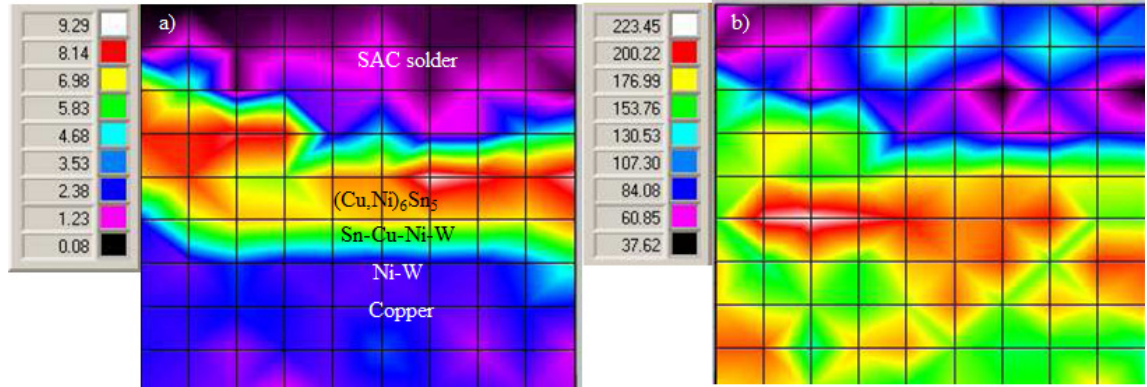 9.29
8.14
6.98
5.83
4.68
3.53
2.38
1.23
0.08
a)
SAC solder
(Cu,Ni)₆Sn₅
Sn-Cu-Ni-W
Ni-W
Copper
223.45
200.22
176.99
153.76
130.53
107.30
84.08
60.85
37.62
b)